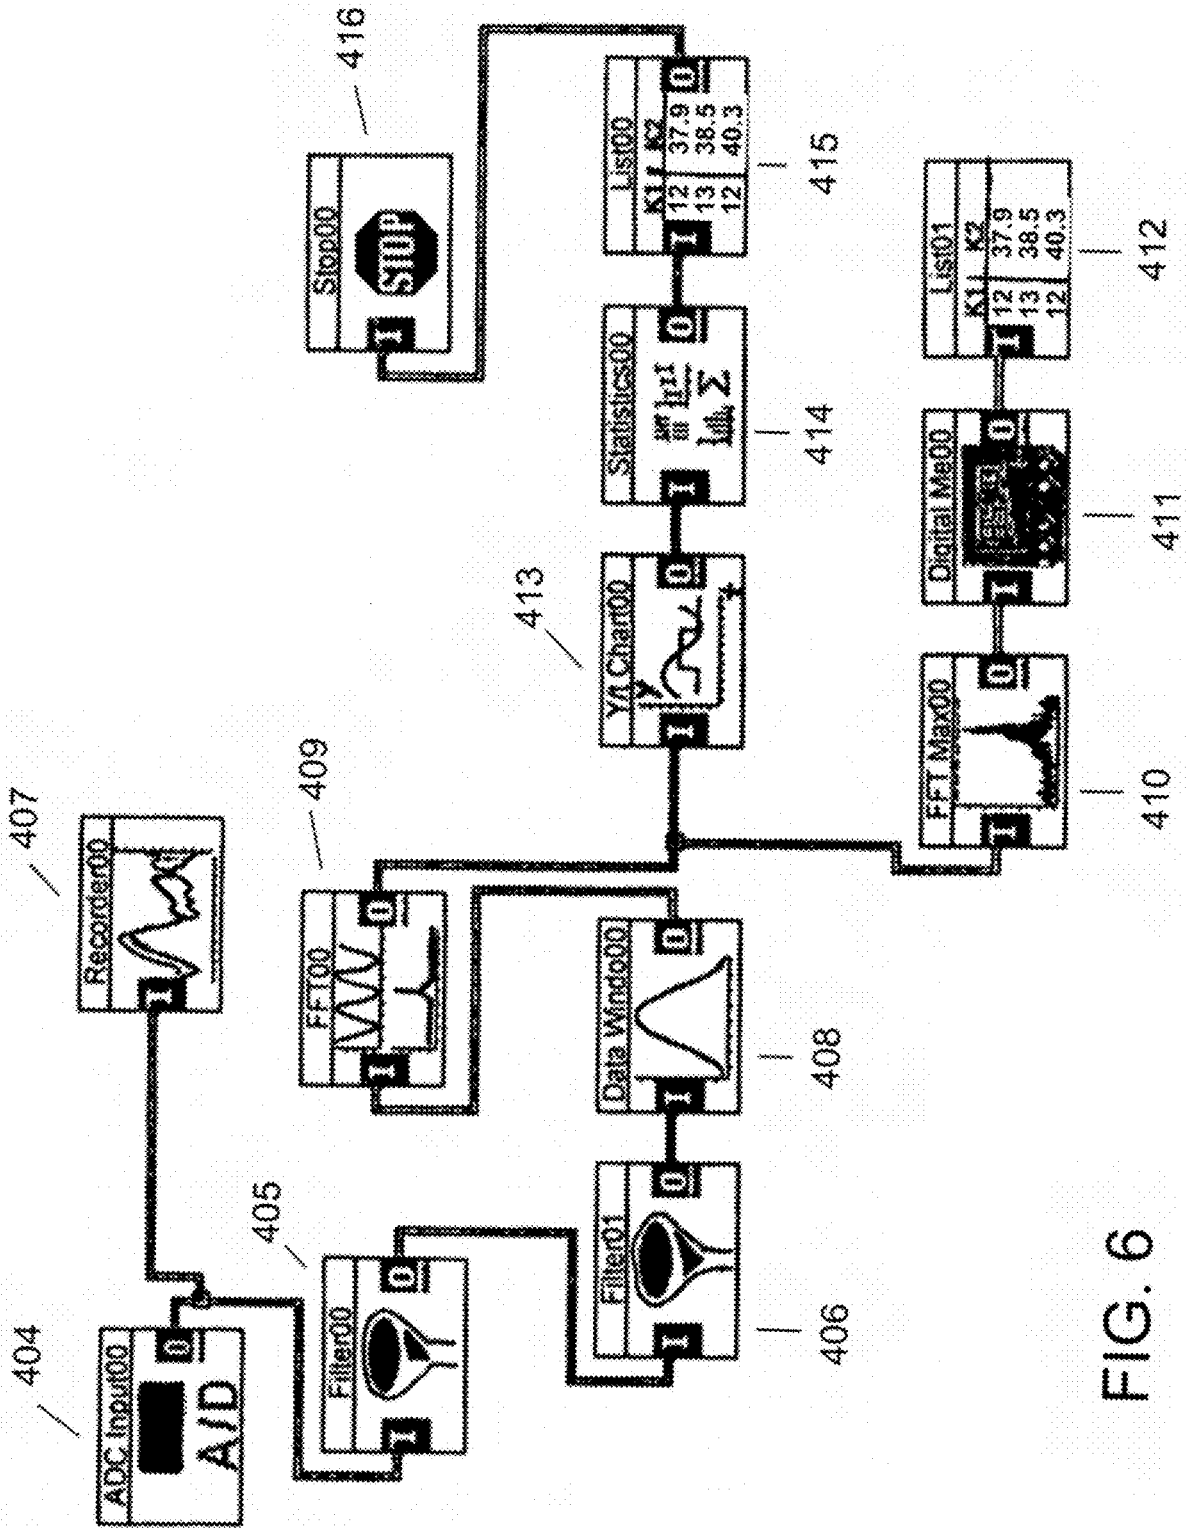 404
ADC Input00
O
A/D
407
Recorder00
I
405
Filter00
I
O
406
Filter01
I
O
408
Data Windo00
I
O
409
FFT00
I
O
413
Y/t Chart00
I
O
y
t
414
Statistics00
I
O
Σ
415
List00
K1 / K2
12 37.9
13 38.5
12 40.3
I
O
416
Stop00
I
STOP
410
FFT Max00
I
O
411
Digital Me00
I
O
412
List01
K1 / K2
12 37.9
13 38.5
12 40.3
I
FIG. 6